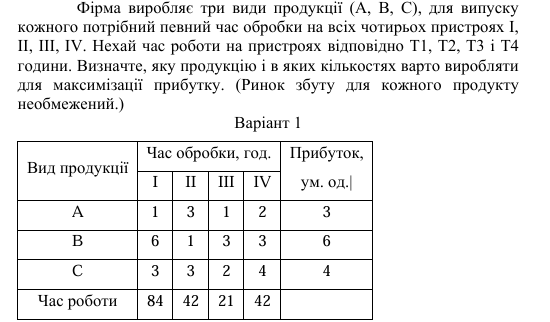 Фірма виробляє три види продукції (А, В, С), для випуску
кожного потрібний певний час обробки на всіх чотирьох пристроях I,
II, III, IV. Нехай час роботи на пристроях відповідно Т1, Т2, Т3 і Т4
години. Визначте, яку продукцію і в яких кількостях варто виробляти
для максимізації прибутку. (Ринок збуту для кожного продукту
необмежений.)
Варіант 1
Вид продукції Час обробки, год. Прибуток,
ум. од.|
I II III IV
А 1 3 1 2 3
В 6 1 3 3 6
С 3 3 2 4 4
Час роботи 84 42 21 42